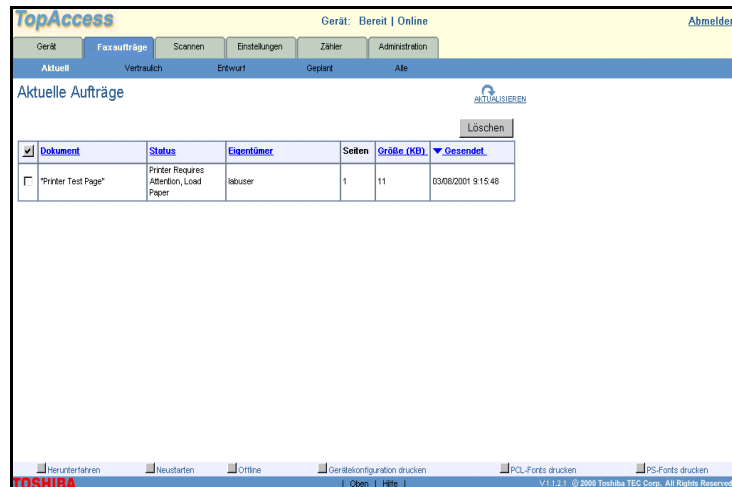 TopAccess Gerät: Bereit | Online Abmelden
Gerät Faxaufträge Scannen Einstellungen Zähler Administration
Aktuell Vertraulich Entwurf Geplant Alle
Aktuelle Aufträge
AKTUALISIEREN
Löschen
Dokument Status Eigentümer Seiten Größe (KB) Gesendet
"Printer Test Page" Printer Requires Attention, Load Paper labuser 1 11 03/08/2001 9:15:48
Herunterfahren Neustarten Offline Gerätekonfiguration drucken PCL-Fonts drucken PS-Fonts drucken
TOSHIBA | Oben | Hilfe | V1.1.2.1 © 2000 Toshiba TEC Corp. All Rights Reserved